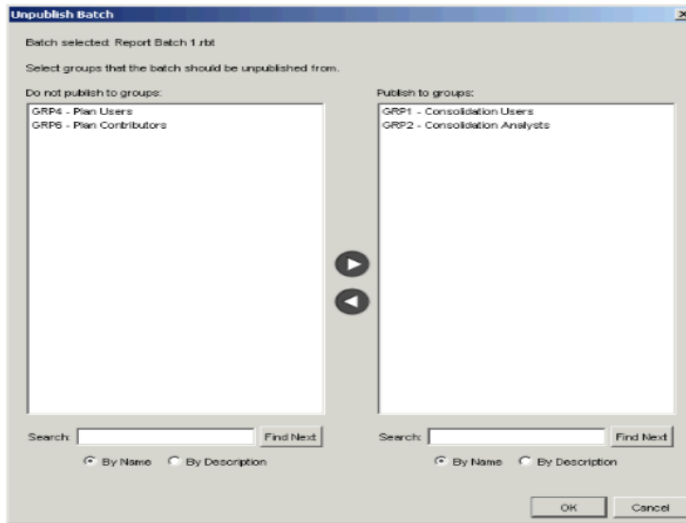 Unpublish Batch
Batch selected: Report Batch 1.rbt
Select groups that the batch should be unpublished from.
Do not publish to groups:
GRP4 - Plan Users
GRP6 - Plan Contributors
Publish to groups:
GRP1 - Consolidation Users
GRP2 - Consolidation Analysts
Search: Find Next
By Name By Description
Search: Find Next
By Name By Description
OK Cancel